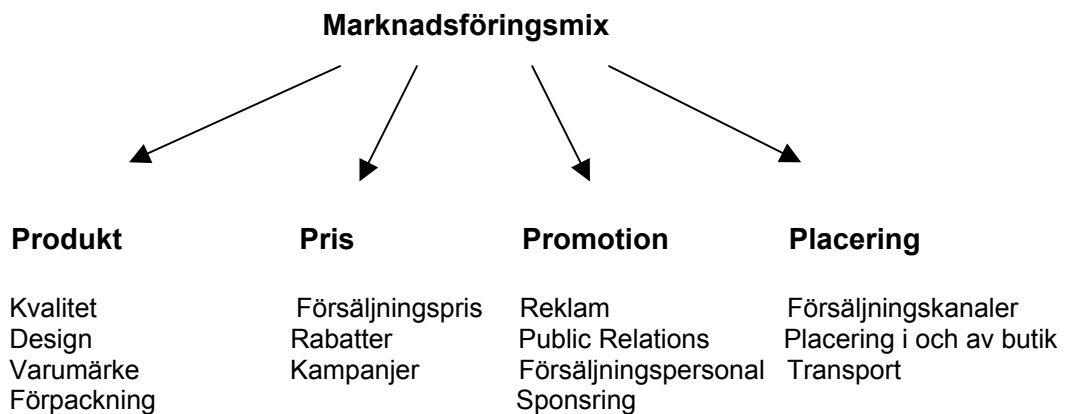 Marknadsföringsmix
Produkt
Kvalitet
Design
Varumärke
Förpackning
Pris
Försäljningspris
Rabatter
Kampanjer
Promotion
Reklam
Public Relations
Försäljningspersonal
Sponsring
Placering
Försäljningskanaler
Placering i och av butik
Transport